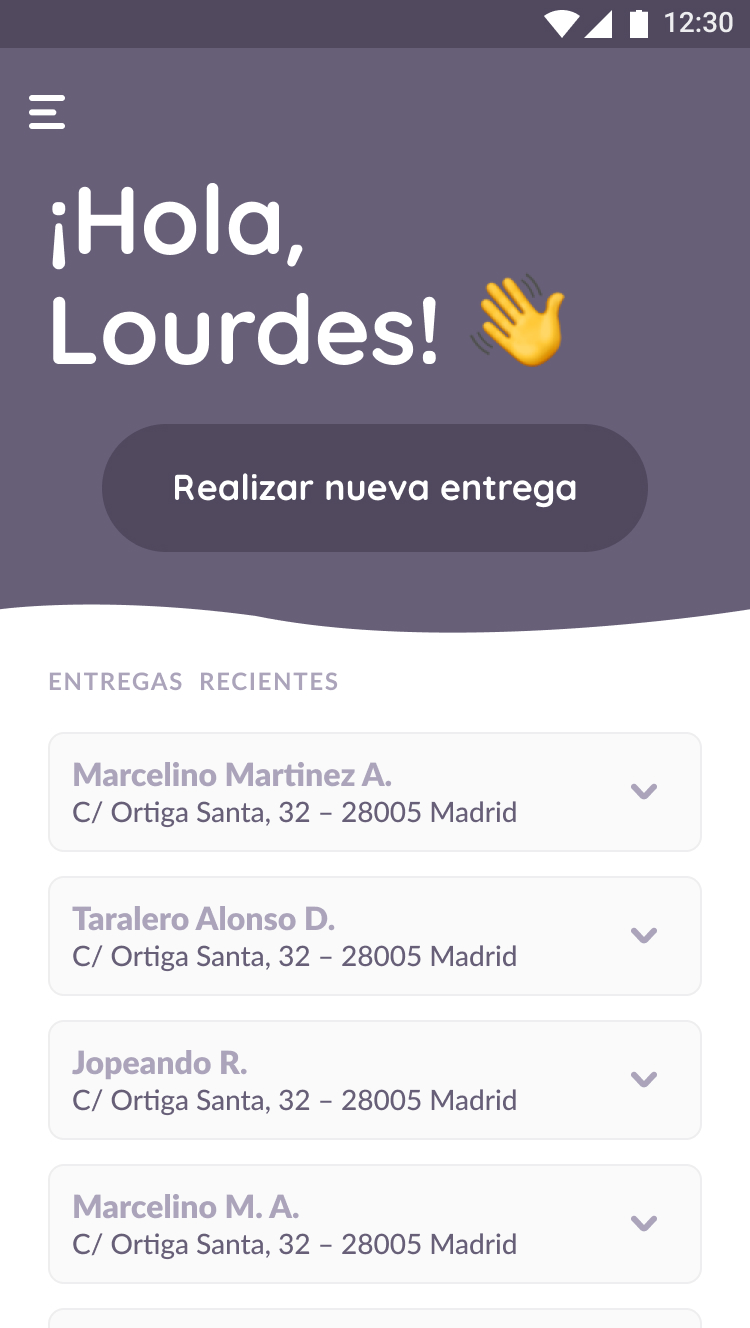 12:30
¡Hola,
Lourdes! 👋
Realizar nueva entrega
ENTREGAS RECIENTES
Marcelino Martinez A.
C/ Ortiga Santa, 32 – 28005 Madrid
Taralero Alonso D.
C/ Ortiga Santa, 32 – 28005 Madrid
Jopeando R.
C/ Ortiga Santa, 32 – 28005 Madrid
Marcelino M. A.
C/ Ortiga Santa, 32 – 28005 Madrid